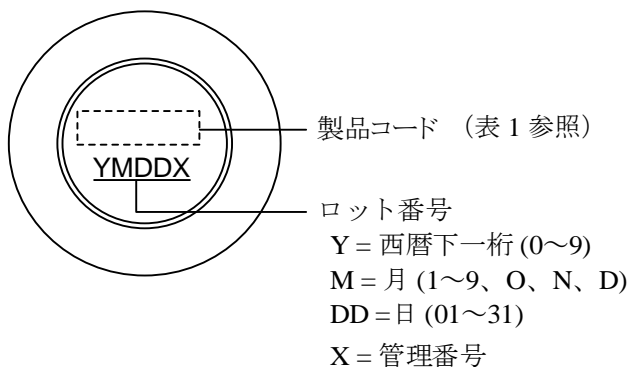 製品コード (表 1 参照)
YMDDX
ロット番号
Y = 西暦下一桁 (0～9)
M = 月 (1～9、O、N、D)
DD =日 (01～31)
X = 管理番号